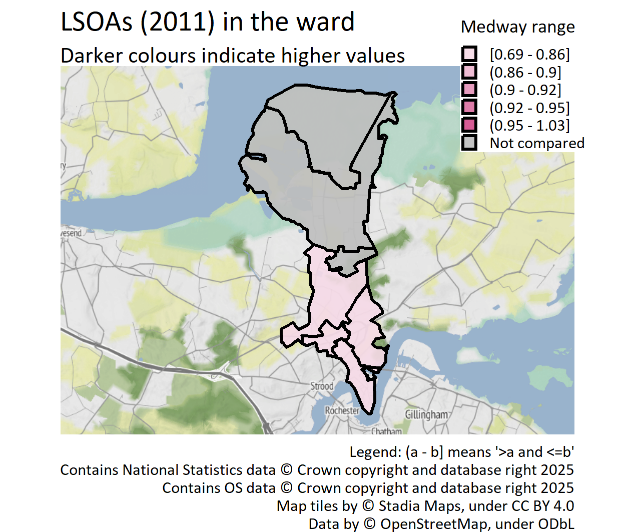 LSOAs (2011) in the ward
Darker colours indicate higher values
Medway range
[0.69 - 0.86]
(0.86 - 0.9]
(0.9 - 0.92]
(0.92 - 0.95]
(0.95 - 1.03]
Not compared
ry
vesend
Strood
Rochester
Gillingham
Chatham
Legend: (a - b] means '>a and <=b'
Contains National Statistics data © Crown copyright and database right 2025
Contains OS data © Crown copyright and database right 2025
Map tiles by © Stadia Maps, under CC BY 4.0
Data by © OpenStreetMap, under ODbL